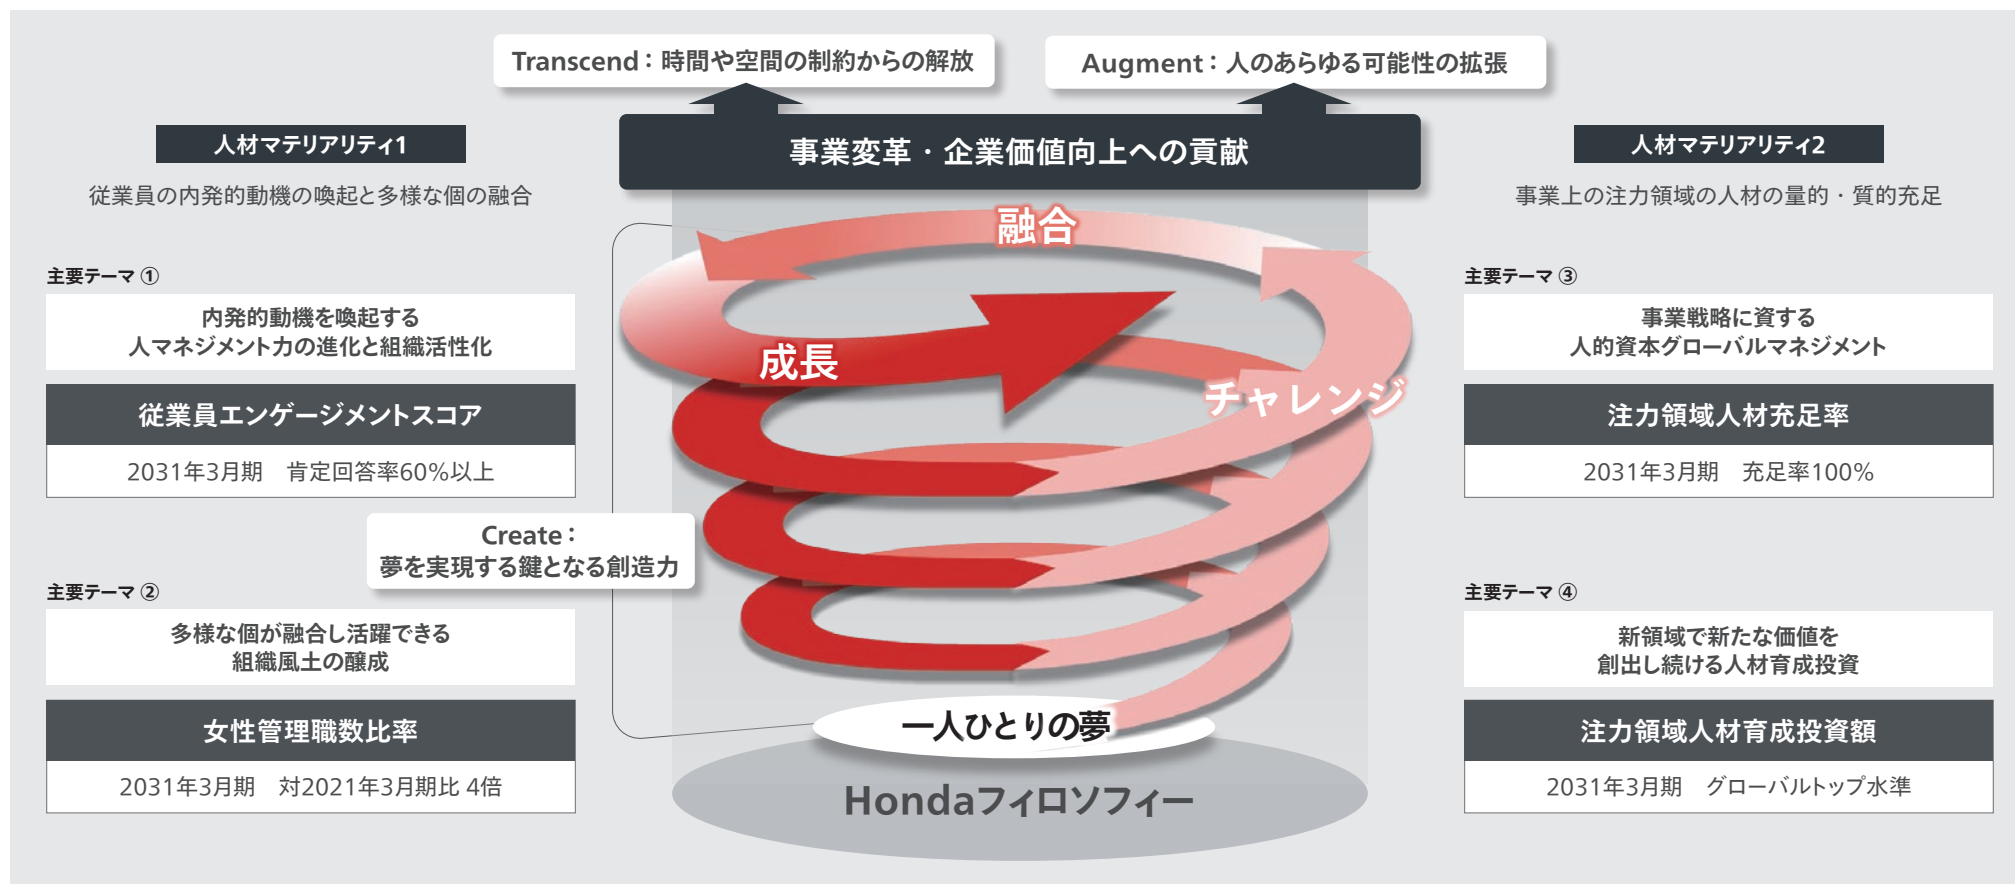 Transcend：時間や空間の制約からの解放
Augment：人のあらゆる可能性の拡張
事業変革・企業価値向上への貢献
人材マテリアリティ1
従業員の内発的動機の喚起と多様な個の融合
主要テーマ ①
内発的動機を喚起する
人マネジメント力の進化と組織活性化
従業員エンゲージメントスコア
2031年3月期　肯定回答率60%以上
主要テーマ ②
多様な個が融合し活躍できる
組織風土の醸成
女性管理職数比率
2031年3月期　対2021年3月期比 4倍
融合
成長
チャレンジ
Create：
夢を実現する鍵となる創造力
一人ひとりの夢
Hondaフィロソフィー
人材マテリアリティ2
事業上の注力領域の人材の量的・質的充足
主要テーマ ③
事業戦略に資する
人的資本グローバルマネジメント
注力領域人材充足率
2031年3月期　充足率100%
主要テーマ ④
新領域で新たな価値を
創出し続ける人材育成投資
注力領域人材育成投資額
2031年3月期　グローバルトップ水準